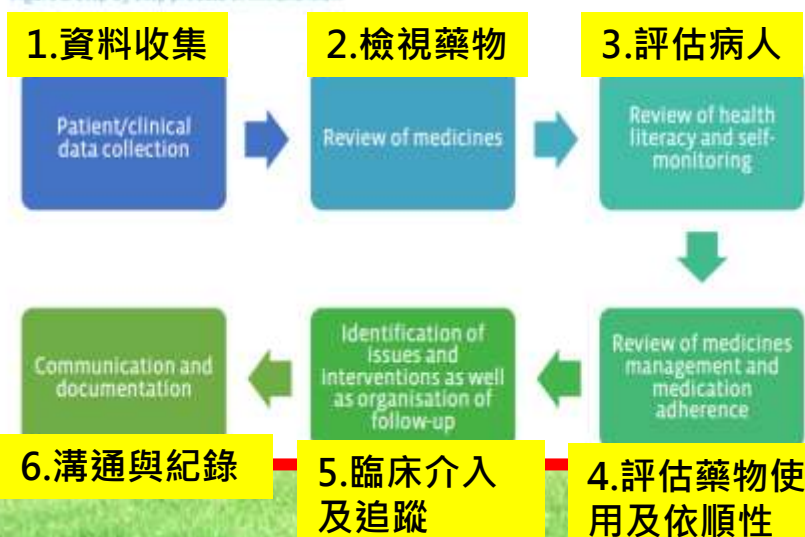 1.資料收集
2.檢視藥物
3.評估病人
Patient/clinical
data collection
Review of medicines
Review of health
literacy and self-
monitoring
Communication and
documentation
Identification of
issues and
interventions as well
as organisation of
follow-up
Review of medicines
management and
medication
adherence
6.溝通與紀錄
5.臨床介入
及追蹤
4.評估藥物使
用及依順性